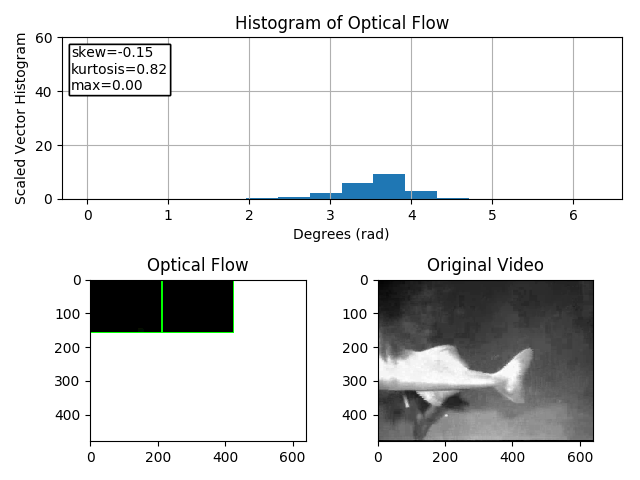 Histogram of Optical Flow
Scaled Vector Histogram
60
40
20
0
skew=-0.15
kurtosis=0.82
max=0.00
0 1 2 3 4 5 6
Degrees (rad)
Optical Flow
0
100
200
300
400
0 200 400 600
Original Video
0
100
200
300
400
0 200 400 600